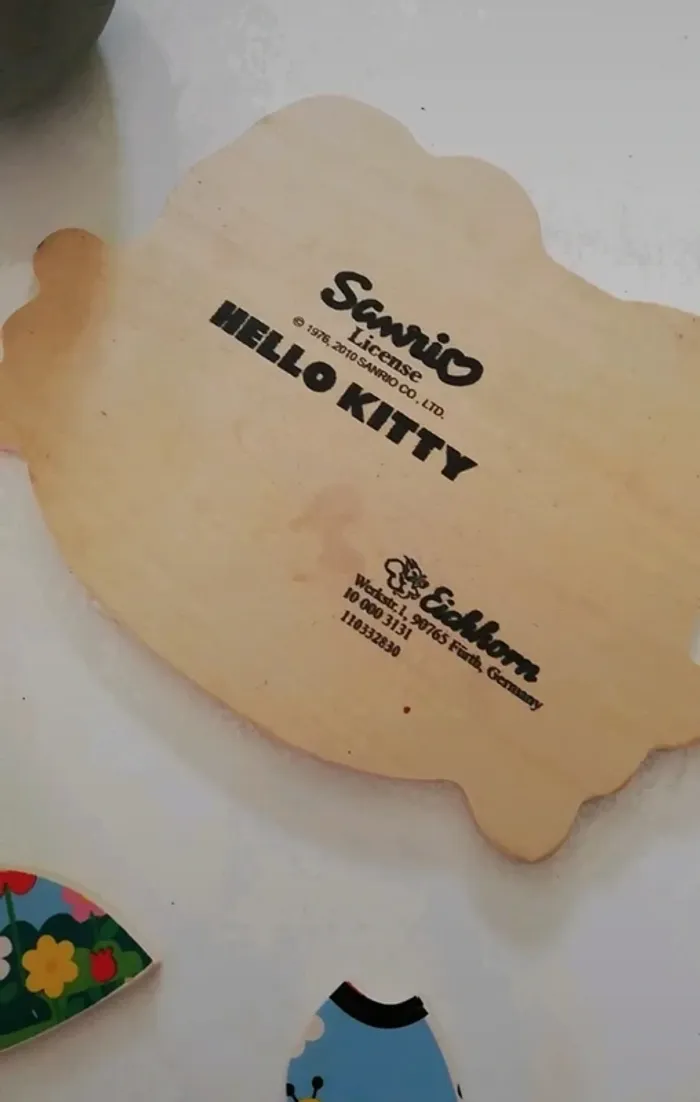 Sanrio
License
© 1976, 2010 SANRIO CO., LTD.
HELLO KITTY
Eichhorn
Werkstr.1, 90765 Fürth, Germany
10 000 3131
110332830